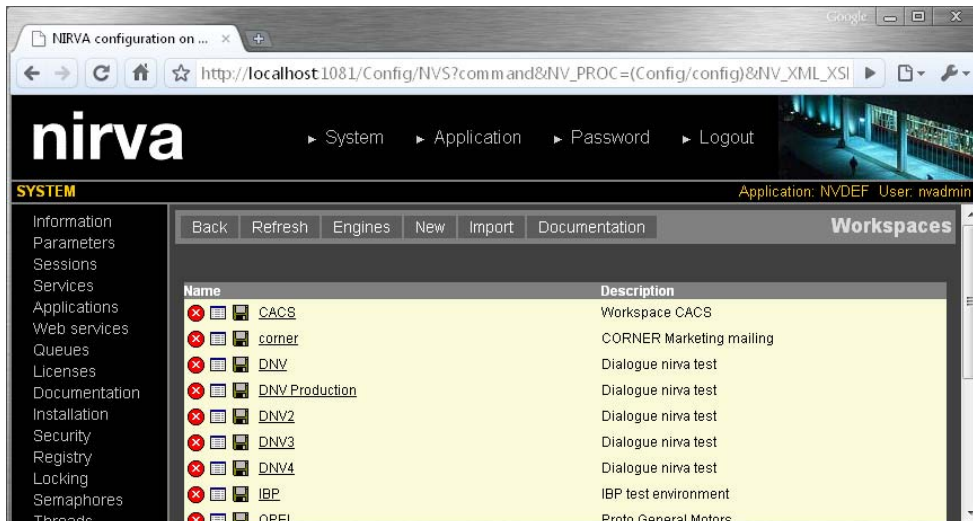 Google
NIRVA configuration on ...
http://localhost:1081/Config/NVS?command&NV_PROC=(Config/config)&NV_XML_XSI
nirva
System Application Password Logout
SYSTEM
Application: NVDEF User: nvadmin
Information
Parameters
Sessions
Services
Applications
Web services
Queues
Licenses
Documentation
Installation
Security
Registry
Locking
Semaphores
Threads
Back Refresh Engines New Import Documentation
Workspaces
Name Description
CACS Workspace CACS
corner CORNER Marketing mailing
DNV Dialogue nirva test
DNV Production Dialogue nirva test
DNV2 Dialogue nirva test
DNV3 Dialogue nirva test
DNV4 Dialogue nirva test
IBP IBP test environment
OPEL Proto General Motors